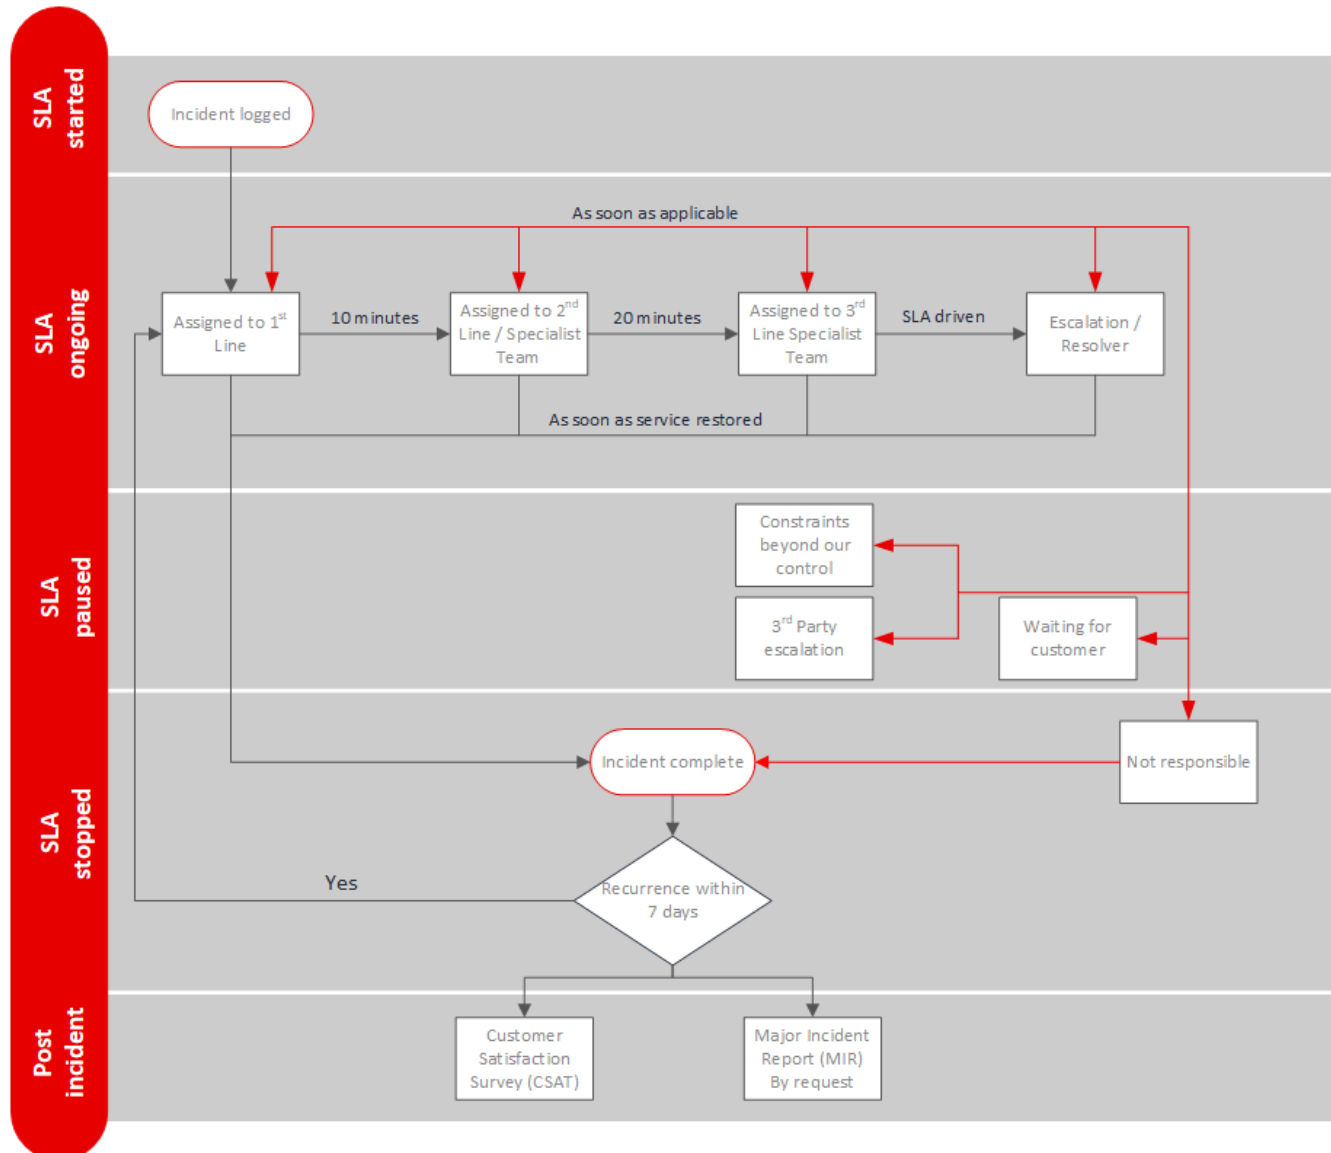 SLA
started
Incident logged
SLA
ongoing
As soon as applicable
Assigned to 1st
Line
10 minutes
Assigned to 2nd
Line / Specialist
Team
20 minutes
Assigned to 3rd
Line Specialist
Team
SLA driven
Escalation /
Resolver
As soon as service restored
SLA
paused
Constraints
beyond our
control
3rd Party
escalation
Waiting for
customer
SLA
stopped
Incident complete
Not responsible
Yes
Recurrence within
7 days
Post
incident
Customer
Satisfaction
Survey (CSAT)
Major Incident
Report (MIR)
By request